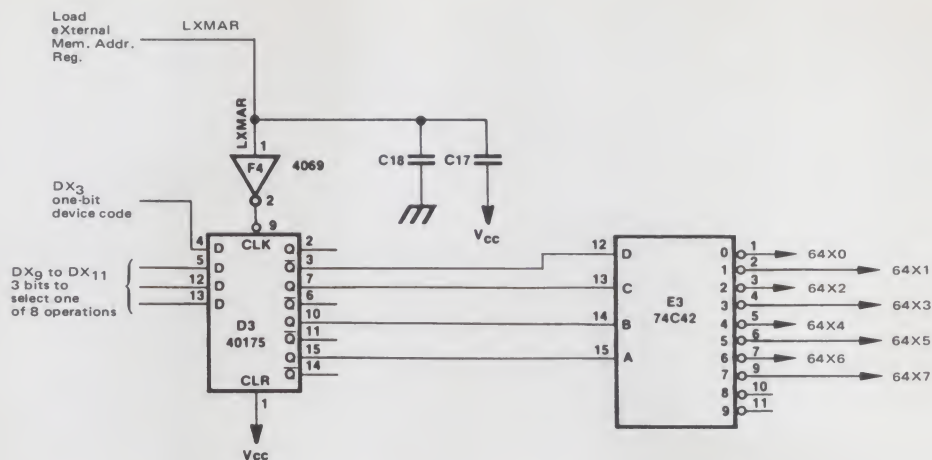 Load
eXternal
Mem. Addr.
Reg.
LXMAR
LXMAR
1
F4
4069
2
9
C18
C17
Vcc
DX3
one-bit
device code
DX9 to DX11
3 bits to
select one
of 8 operations
4 D CLK Q 2
5 D Q 3
12 D Q 7
13 D Q 6
Q 10
D3
40175
Q 11
Q 15
CLR Q 14
1
Vcc
12 D
13 C
14 B
15 A
E3
74C42
0 1 64X0
1 2 64X1
2 3 64X2
3 4 64X3
4 5 64X4
5 6 64X5
6 7 64X6
7 9 64X7
8 10
9 11